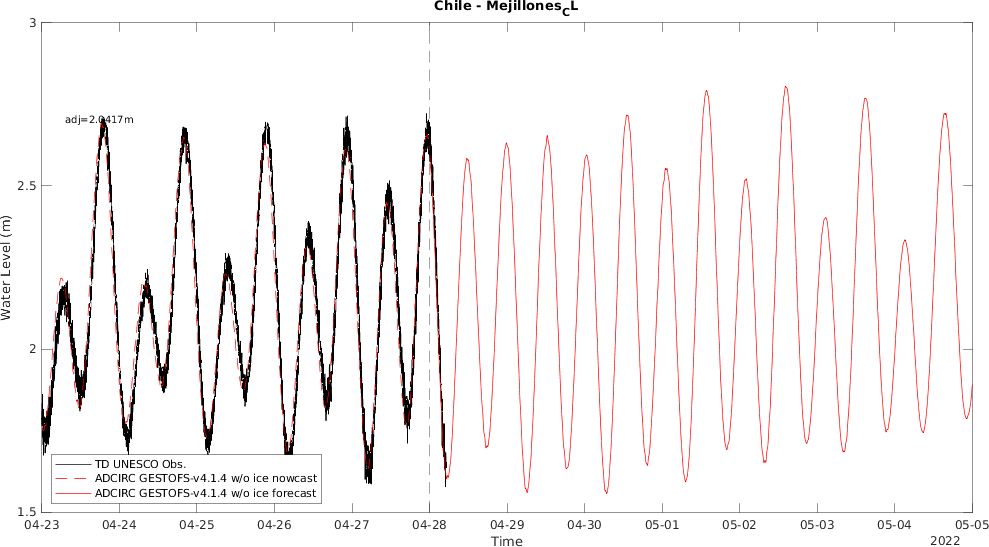 Chile - Mejillones_CL
adj=2.0417m
3
2.5
2
1.5
Water Level (m)
TD UNESCO Obs.
ADCIRC GESTOFS-v4.1.4 w/o ice nowcast
ADCIRC GESTOFS-v4.1.4 w/o ice forecast
04-23 04-24 04-25 04-26 04-27 04-28 04-29 04-30 05-01 05-02 05-03 05-04 05-05
Time
2022